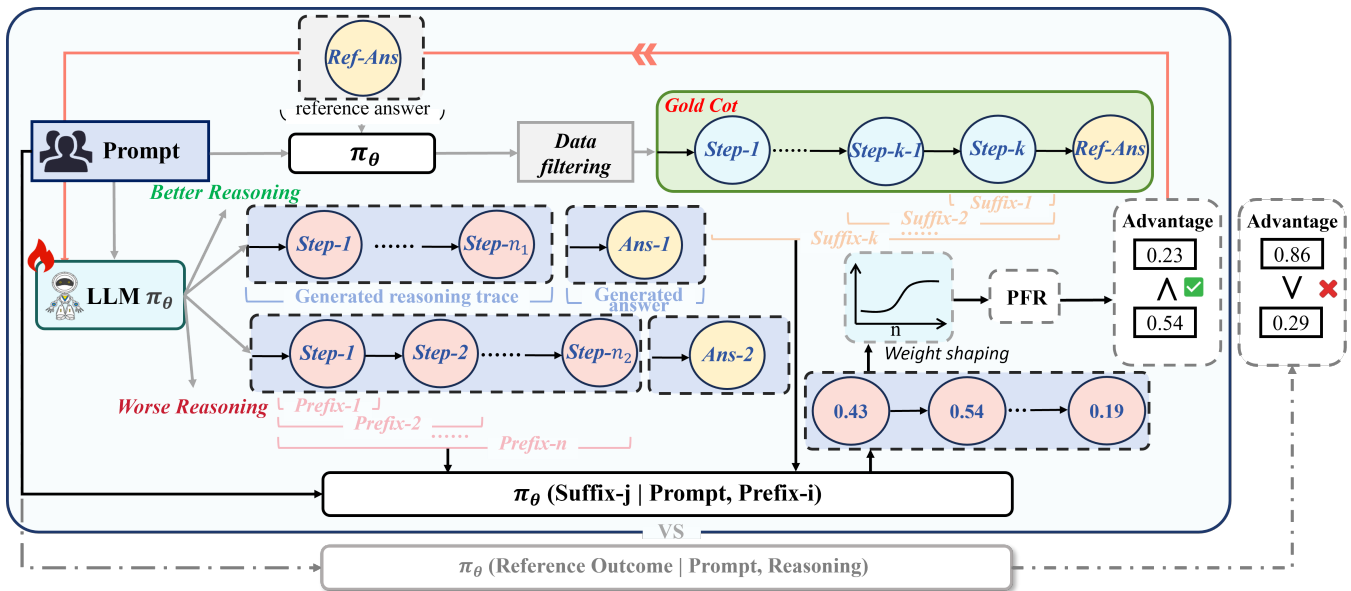 Ref-Ans
reference answer
Prompt
π_θ
Data
filtering
Gold Cot
Step-1
......
Step-k-1
Step-k
Ref-Ans
Suffix-1
Suffix-2
......
Suffix-k
Better Reasoning
LLM π_θ
Worse Reasoning
Step-1
......
Step-n₁
Ans-1
Generated reasoning trace
Generated
answer
Step-1
Step-2
......
Step-n₂
Ans-2
Prefix-1
Prefix-2
......
Prefix-n
n
Weight shaping
PFR
0.43
0.54
...
0.19
Advantage
0.23
∧
0.54
Advantage
0.86
∨
0.29
π_θ (Suffix-j | Prompt, Prefix-i)
VS
π_θ (Reference Outcome | Prompt, Reasoning)